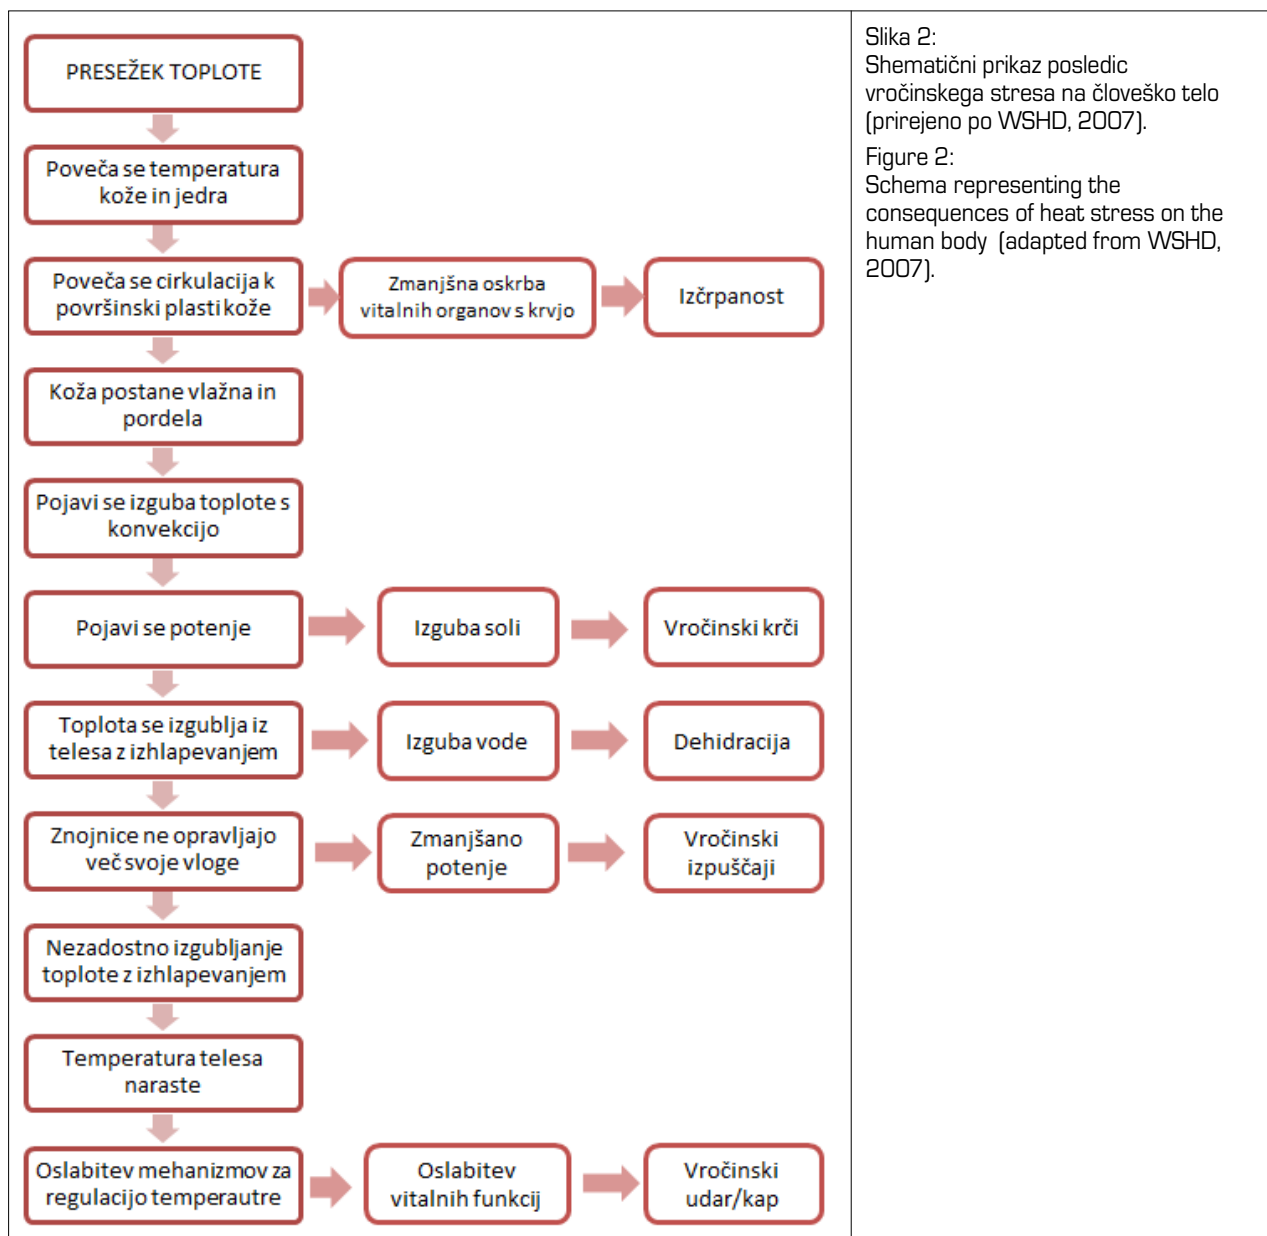 PRESEŽEK TOPLOTE
Poveča se temperatura
kože in jedra
Poveča se cirkulacija k
površinski plasti kože
Zmanjšna oskrba
vitalnih organov s krvjo
Izčrpanost
Koža postane vlažna in
pordela
Pojavi se izguba toplote s
konvekcijo
Pojavi se potenje
Izguba soli
Vročinski krči
Toplota se izgublja iz
telesa z izhlapevanjem
Izguba vode
Dehidracija
Znojnice ne opravljajo
več svoje vloge
Zmanjšano
potenje
Vročinski
izpuščaji
Nezadostno izgubljanje
toplote z izhlapevanjem
Temperatura telesa
naraste
Oslabitev mehanizmov za
regulacijo temperautre
Oslabitev
vitalnih funkcij
Vročinski
udar/kap
Slika 2:
Shematični prikaz posledic
vročinskega stresa na človeško telo
(prirejeno po WSHD, 2007).
Figure 2:
Schema representing the
consequences of heat stress on the
human body (adapted from WSHD,
2007).